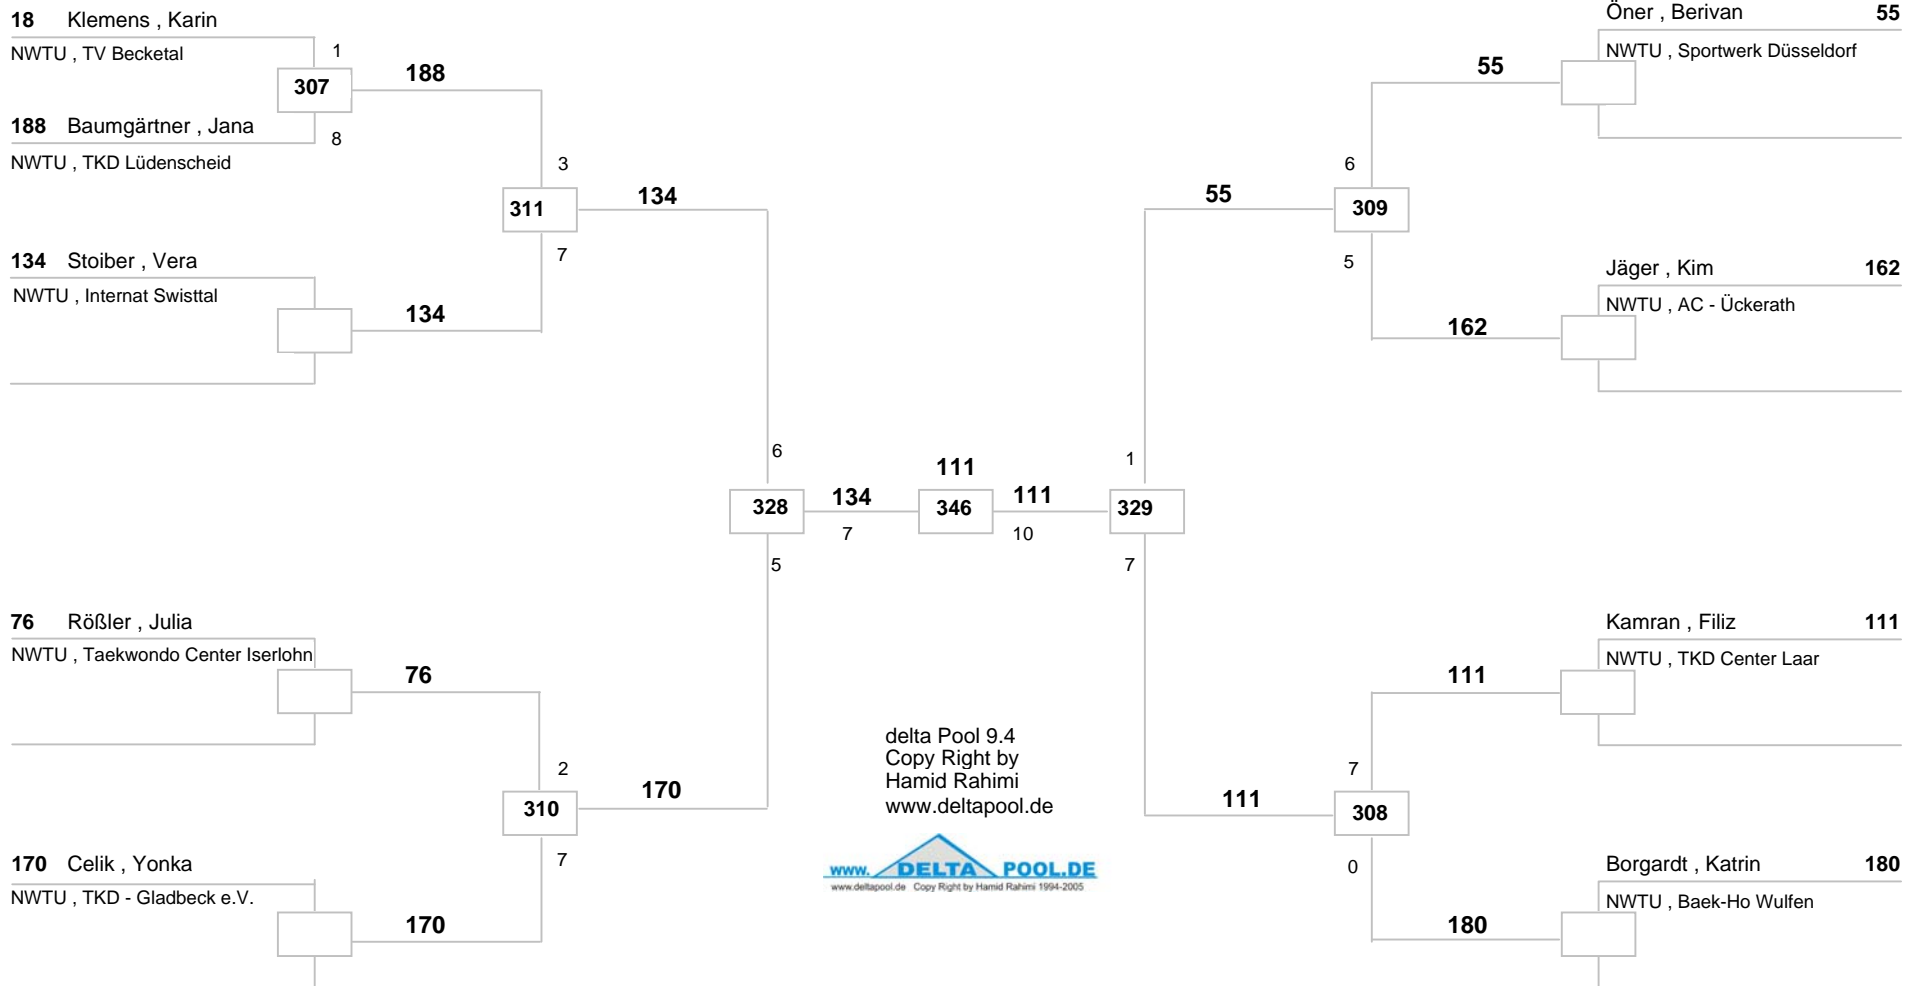 18 Klemens , Karin
NWTU , TV Becketal
1
307
188
188 Baumgärtner , Jana
8
NWTU , TKD Lüdenscheid
3
311
134
7
134 Stoiber , Vera
NWTU , Internat Swisttal
134
6
328
134
7
5
76 Rößler , Julia
NWTU , Taekwondo Center Iserlohn
76
2
310
170
7
170 Celik , Yonka
NWTU , TKD - Gladbeck e.V.
170
111
346
111
10
delta Pool 9.4
Copy Right by
Hamid Rahimi
www.deltapool.de
www. DELTA POOL.DE
www.deltapool.de Copy Right by Hamid Rahimi 1994-2005
Öner , Berivan 55
NWTU , Sportwerk Düsseldorf
55
6
55
309
5
Jäger , Kim 162
NWTU , AC - Ückerath
162
1
329
7
Kamran , Filiz 111
NWTU , TKD Center Laar
111
7
111
308
0
Borgardt , Katrin 180
NWTU , Baek-Ho Wulfen
180